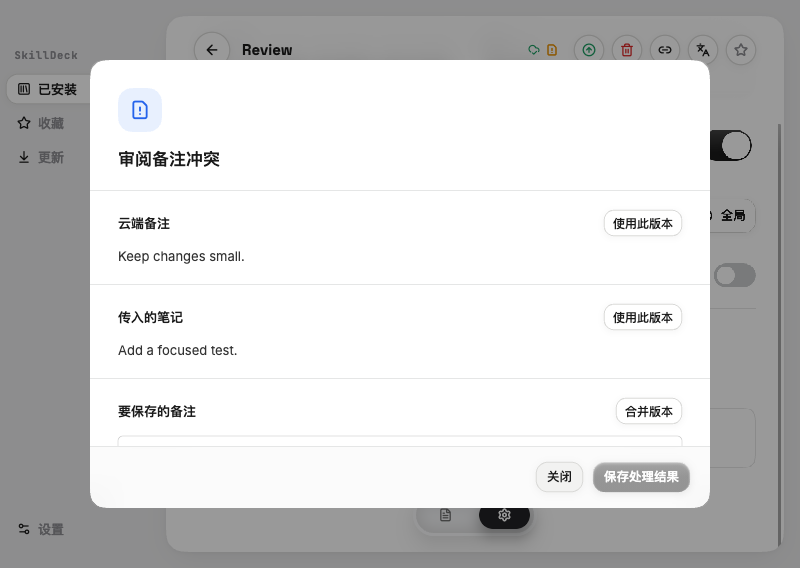 SkillDeck
Review
已安装
收藏
更新
全局
审阅备注冲突
云端备注
使用此版本
Keep changes small.
传入的笔记
使用此版本
Add a focused test.
要保存的备注
合并版本
关闭
保存处理结果
设置